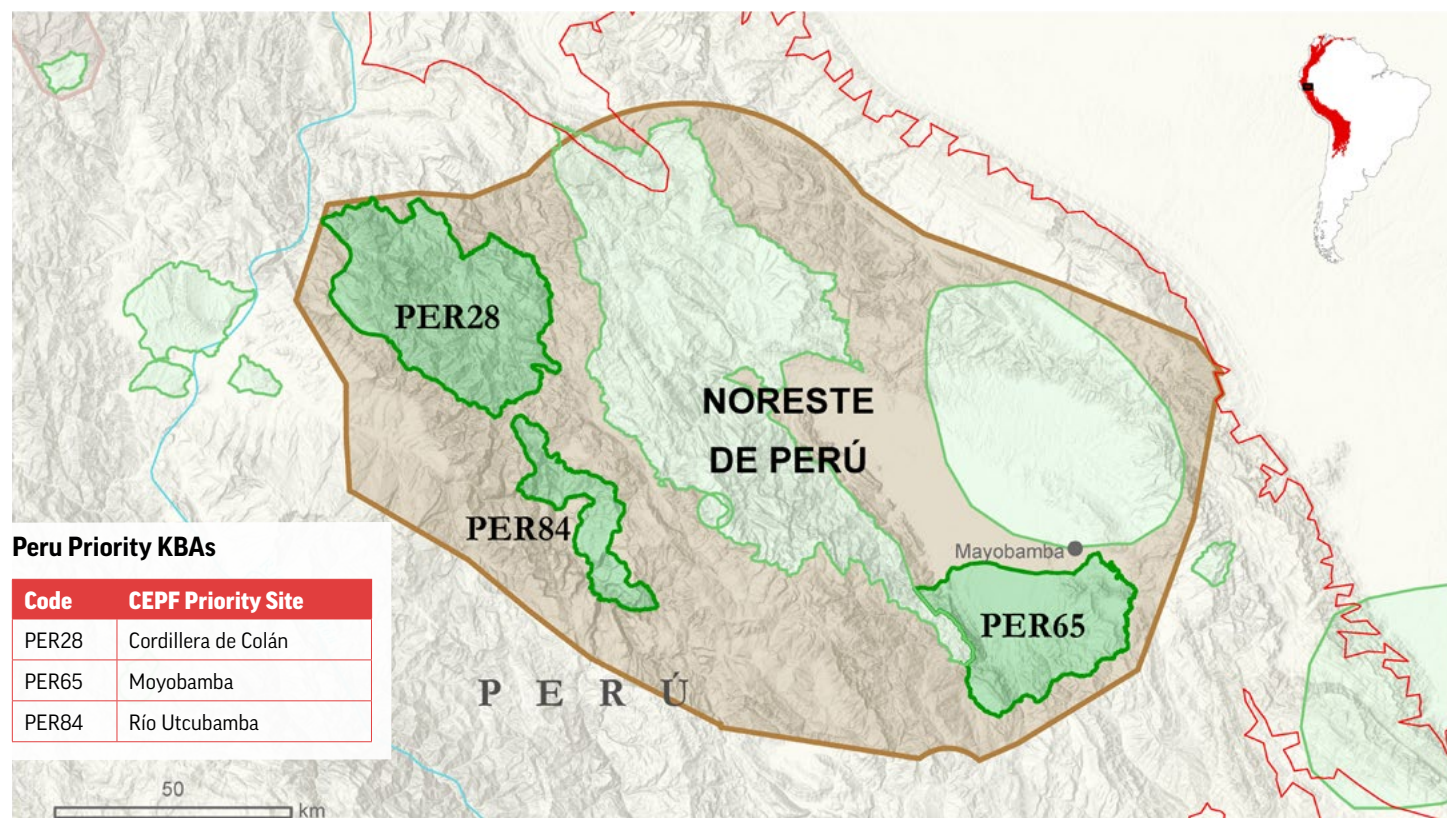 PER28
NORESTE
DE PERÚ
PER84
Mayobamba
PER65
PERÚ
Peru Priority KBAs
Code CEPF Priority Site
PER28 Cordillera de Colán
PER65 Moyobamba
PER84 Río Utcubamba
50
km